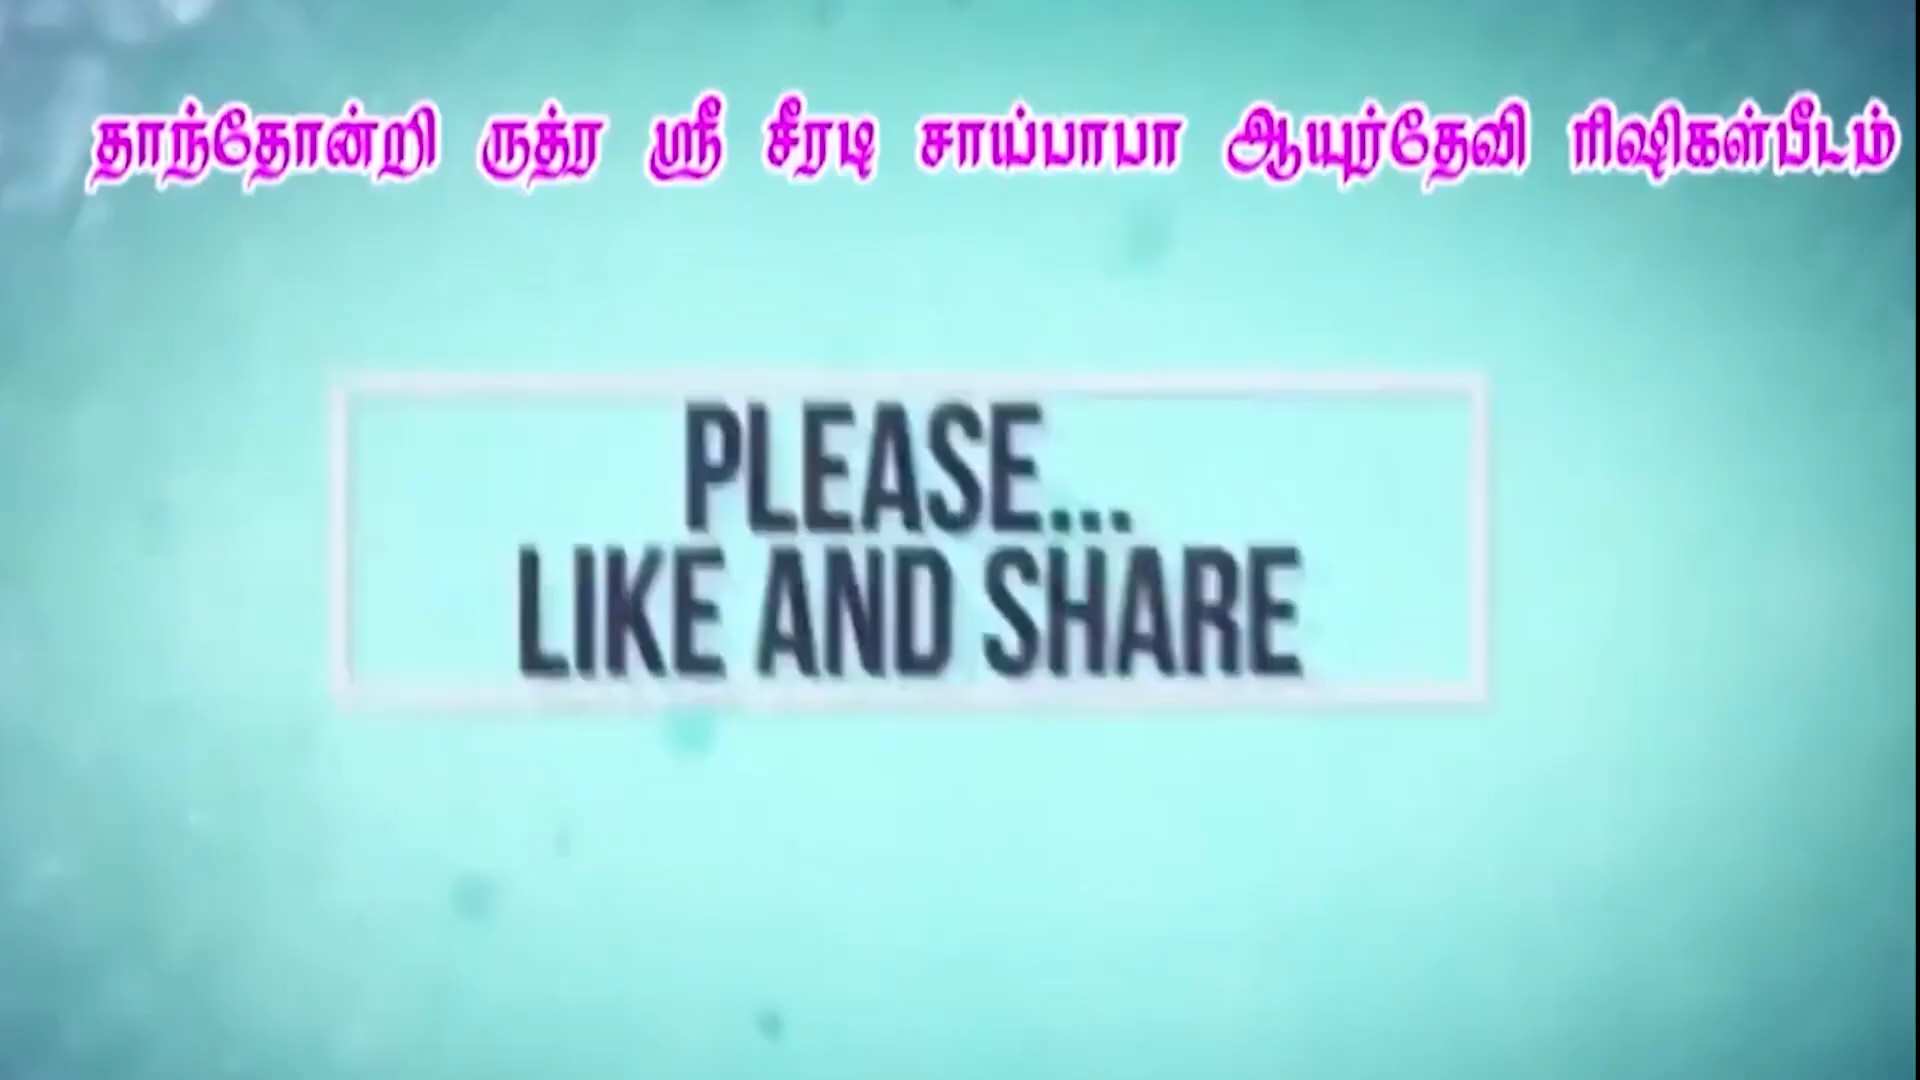 தாந்தோன்றி ருத்ர ஸ்ரீ சீரடி சாய்பாபா ஆயுர்தேவி ரிஷிகள்பீடம்
PLEASE...
LIKE AND SHARE